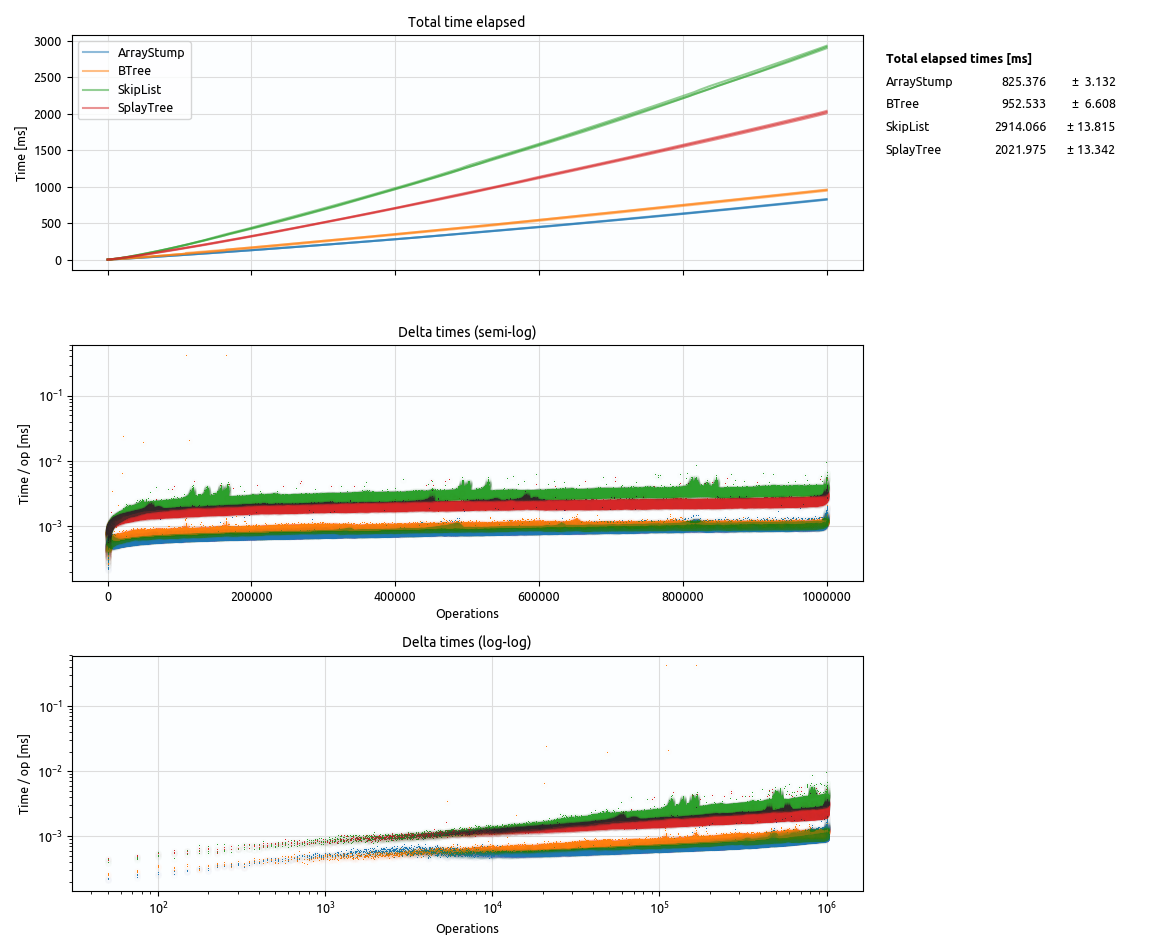 Total time elapsed
3000
2500
2000
1500
1000
500
0
Time [ms]
ArrayStump
BTree
SkipList
SplayTree
Total elapsed times [ms]
ArrayStump 825.376 ± 3.132
BTree 952.533 ± 6.608
SkipList 2914.066 ± 13.815
SplayTree 2021.975 ± 13.342
Delta times (semi-log)
10⁻¹
10⁻²
10⁻³
Time / op [ms]
0 200000 400000 600000 800000 1000000
Operations
Delta times (log-log)
10⁻¹
10⁻²
10⁻³
Time / op [ms]
10² 10³ 10⁴ 10⁵ 10⁶
Operations